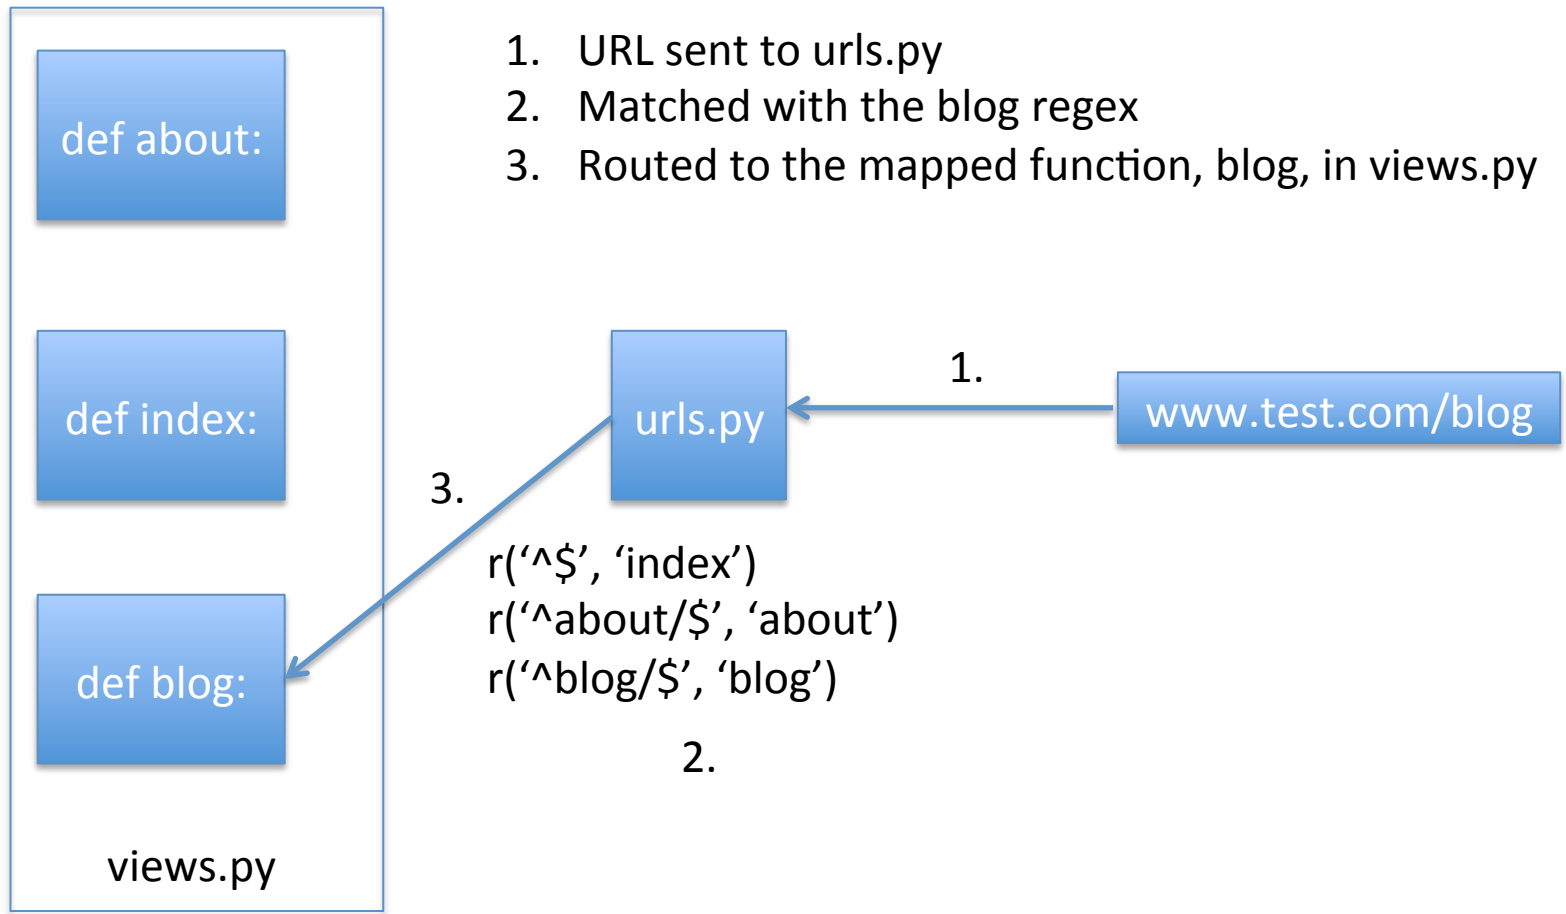 1. URL sent to urls.py
2. Matched with the blog regex
3. Routed to the mapped function, blog, in views.py
def about:
def index:
def blog:
views.py
urls.py
1.
www.test.com/blog
3.
r(‘^$’, ‘index’)
r(‘^about/$’, ‘about’)
r(‘^blog/$’, ‘blog’)
2.